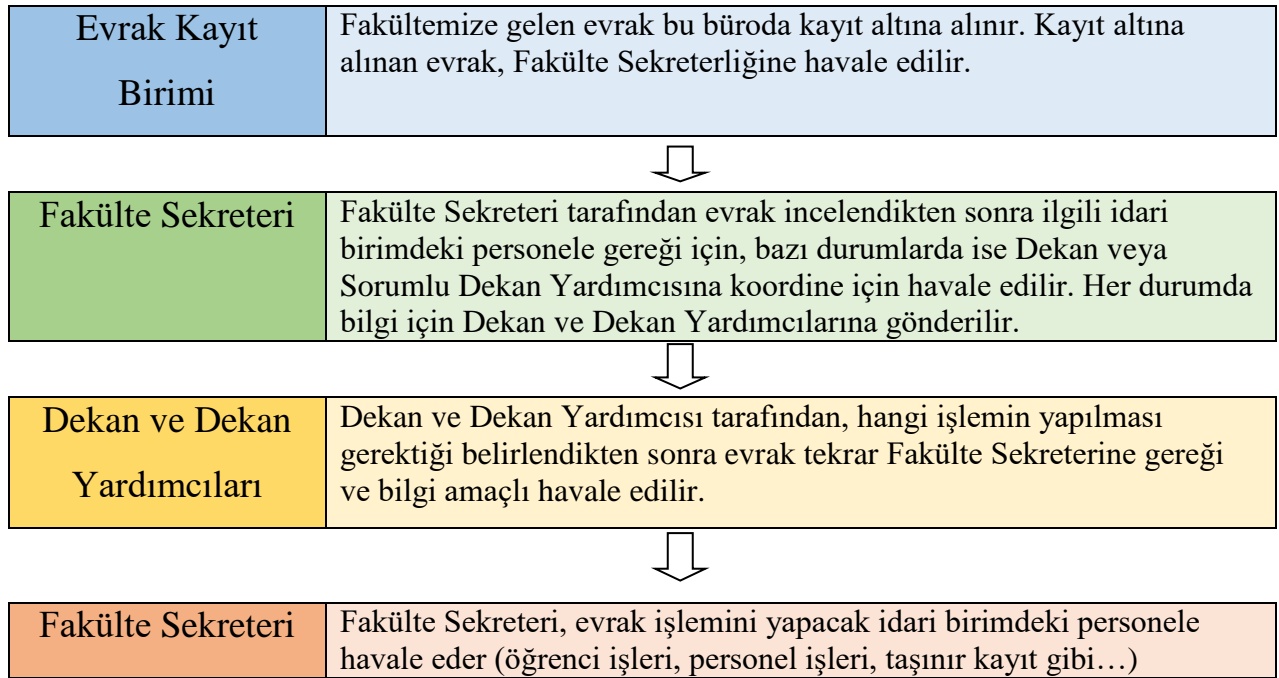 Evrak Kayıt
Birimi
Fakültemize gelen evrak bu büroda kayıt altına alınır. Kayıt altına
alınan evrak, Fakülte Sekreterliğine havale edilir.
Fakülte Sekreteri
Fakülte Sekreteri tarafından evrak incelendikten sonra ilgili idari
birimdeki personele gereği için, bazı durumlarda ise Dekan veya
Sorumlu Dekan Yardımcısına koordine için havale edilir. Her durumda
bilgi için Dekan ve Dekan Yardımcılarına gönderilir.
Dekan ve Dekan
Yardımcıları
Dekan ve Dekan Yardımcısı tarafından, hangi işlemin yapılması
gerektiği belirlendikten sonra evrak tekrar Fakülte Sekreterine gereği
ve bilgi amaçlı havale edilir.
Fakülte Sekreteri
Fakülte Sekreteri, evrak işlemini yapacak idari birimdeki personele
havale eder (öğrenci işleri, personel işleri, taşınır kayıt gibi…)